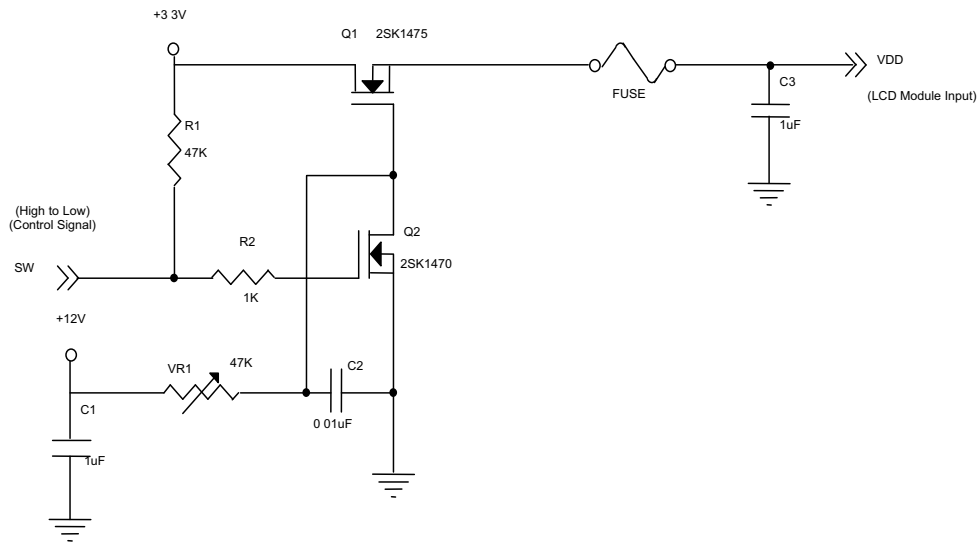 +3 3V
Q1 2SK1475
VDD
C3
FUSE
(LCD Module Input)
R1
1uF
47K
(High to Low)
(Control Signal)
R2
Q2
SW
2SK1470
1K
+12V
VR1
47K
C2
C1
0 01uF
1uF